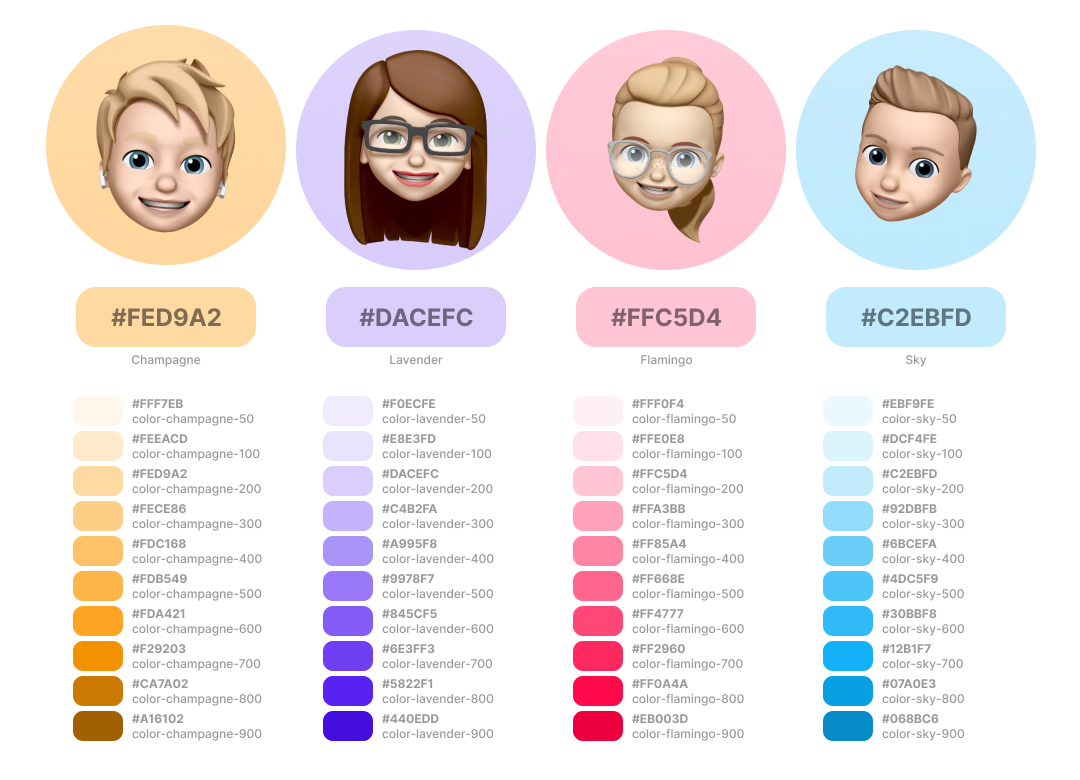 #FED9A2
Champagne
#FFF7EB
color-champagne-50
#FEEACD
color-champagne-100
#FED9A2
color-champagne-200
#FECE86
color-champagne-300
#FDC168
color-champagne-400
#FDB549
color-champagne-500
#FDA421
color-champagne-600
#F29203
color-champagne-700
#CA7A02
color-champagne-800
#A16102
color-champagne-900
#DACEFC
Lavender
#F0ECFE
color-lavender-50
#E8E3FD
color-lavender-100
#DACEFC
color-lavender-200
#C4B2FA
color-lavender-300
#A995F8
color-lavender-400
#9978F7
color-lavender-500
#845CF5
color-lavender-600
#6E3FF3
color-lavender-700
#5822F1
color-lavender-800
#440EDD
color-lavender-900
#FFC5D4
Flamingo
#FFF0F4
color-flamingo-50
#FFE0E8
color-flamingo-100
#FFC5D4
color-flamingo-200
#FFA3BB
color-flamingo-300
#FF85A4
color-flamingo-400
#FF668E
color-flamingo-500
#FF4777
color-flamingo-600
#FF2960
color-flamingo-700
#FF0A4A
color-flamingo-800
#EB003D
color-flamingo-900
#C2EBFD
Sky
#EBF9FE
color-sky-50
#DCF4FE
color-sky-100
#C2EBFD
color-sky-200
#92DBFB
color-sky-300
#6BCEFA
color-sky-400
#4DC5F9
color-sky-500
#30BBF8
color-sky-600
#12B1F7
color-sky-700
#07A0E3
color-sky-800
#068BC6
color-sky-900